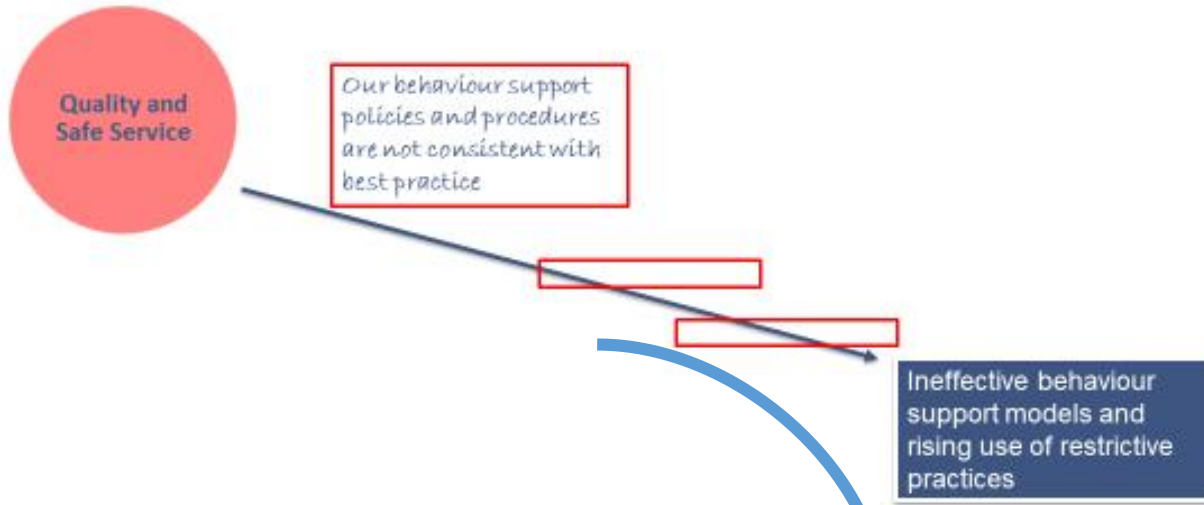 Quality and
Safe Service
Our behaviour support
policies and procedures
are not consistent with
best practice
Ineffective behaviour
support models and
rising use of restrictive
practices